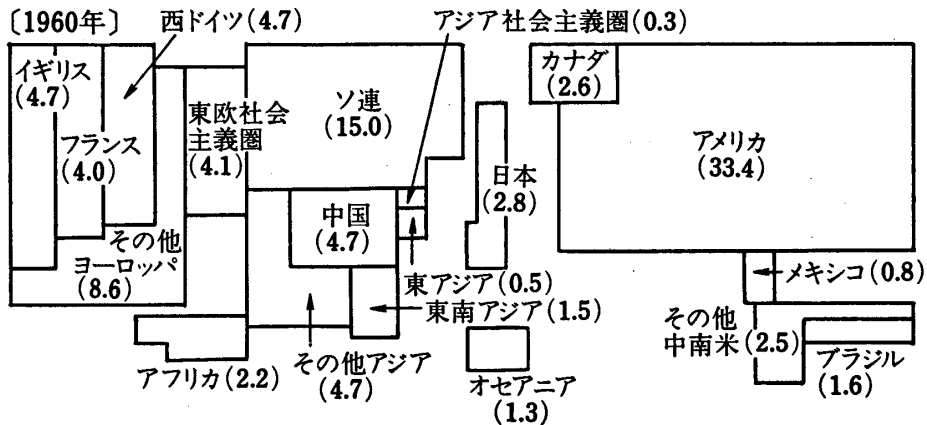 〔1960年〕
西ドイツ(4.7)
アジア社会主義圏(0.3)
イギリス
(4.7)
フランス
(4.0)
東欧社会
主義圏
(4.1)
ソ連
(15.0)
カナダ
(2.6)
アメリカ
(33.4)
日本
(2.8)
中国
(4.7)
その他
ヨーロッパ
(8.6)
東アジア(0.5)
東南アジア(1.5)
メキシコ(0.8)
アフリカ(2.2)
その他アジア
(4.7)
オセアニア
(1.3)
その他
中南米(2.5)
ブラジル
(1.6)